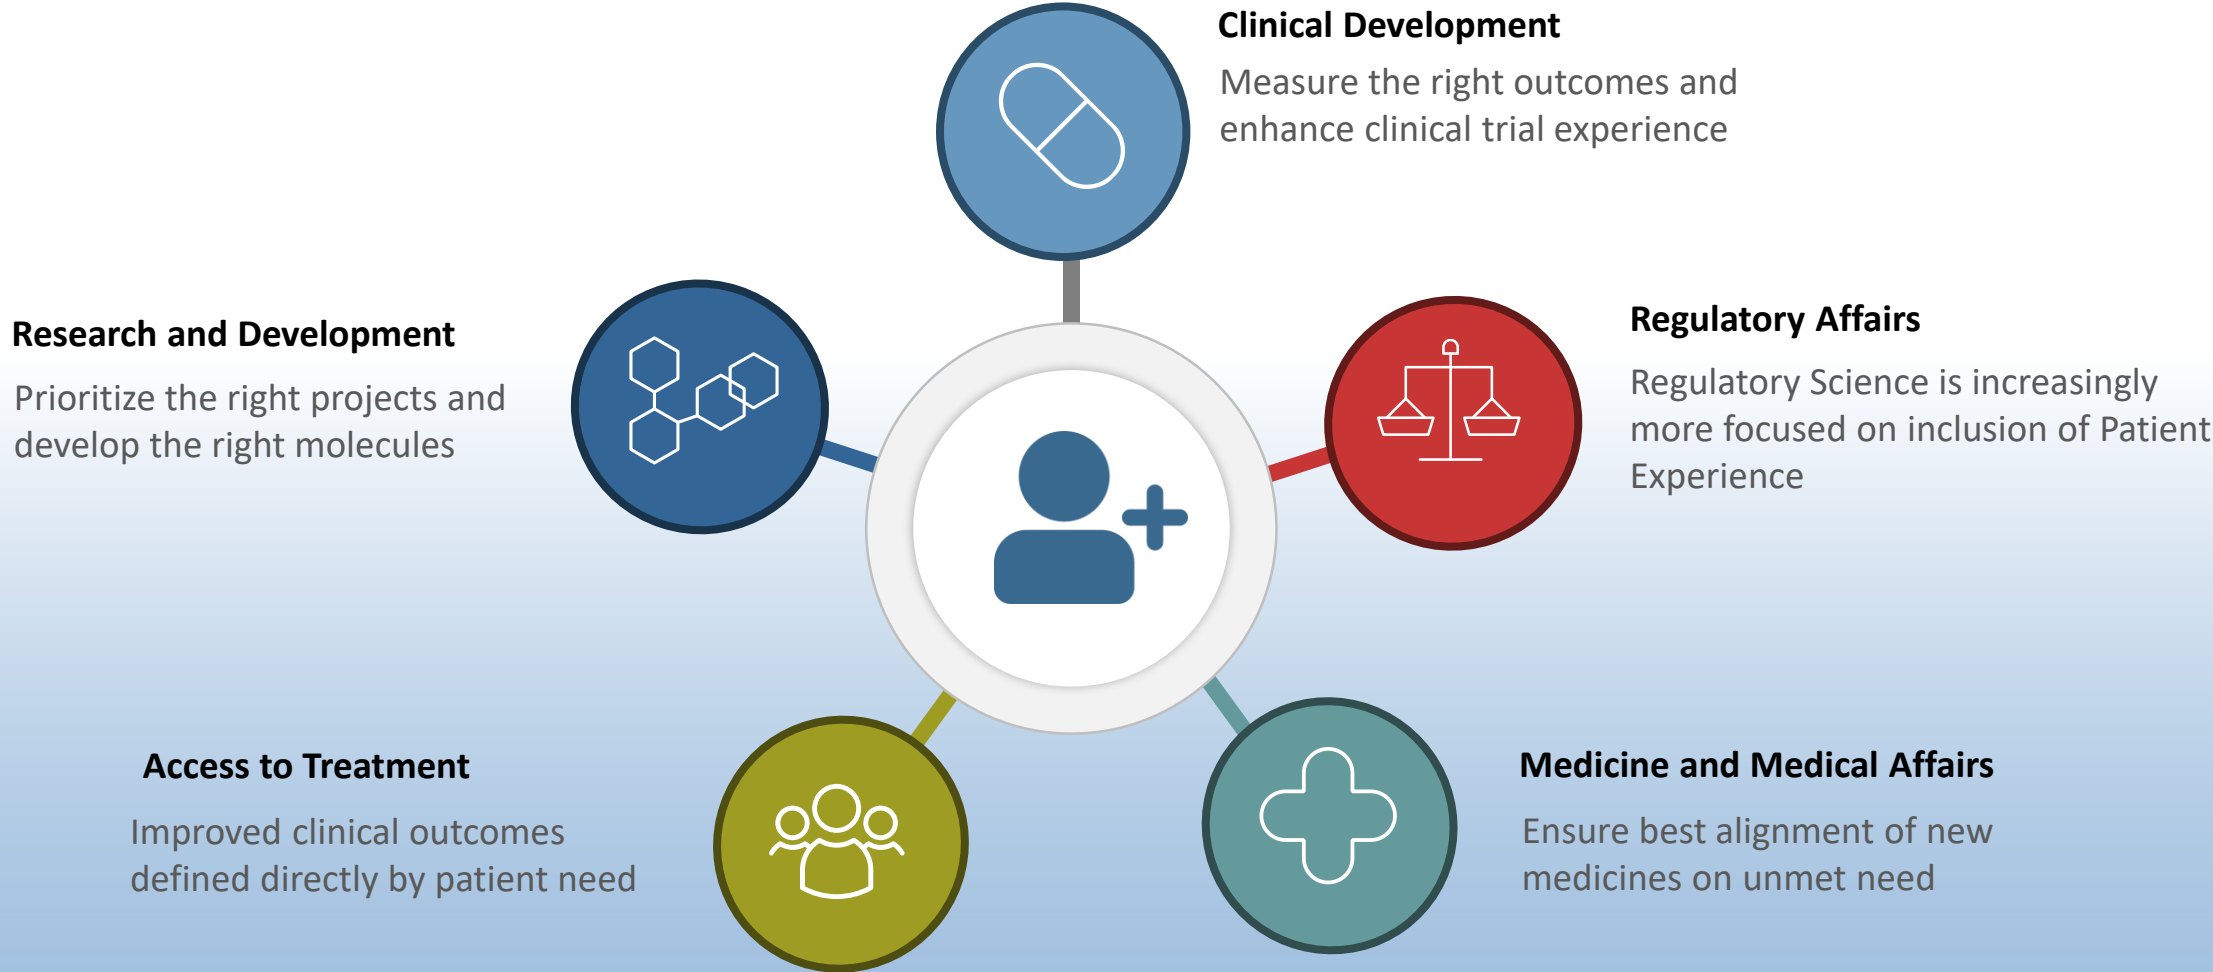 Clinical Development
Measure the right outcomes and
enhance clinical trial experience
Research and Development
Prioritize the right projects and
develop the right molecules
Regulatory Affairs
Regulatory Science is increasingly
more focused on inclusion of Patient
Experience
Access to Treatment
Improved clinical outcomes
defined directly by patient need
Medicine and Medical Affairs
Ensure best alignment of new
medicines on unmet need